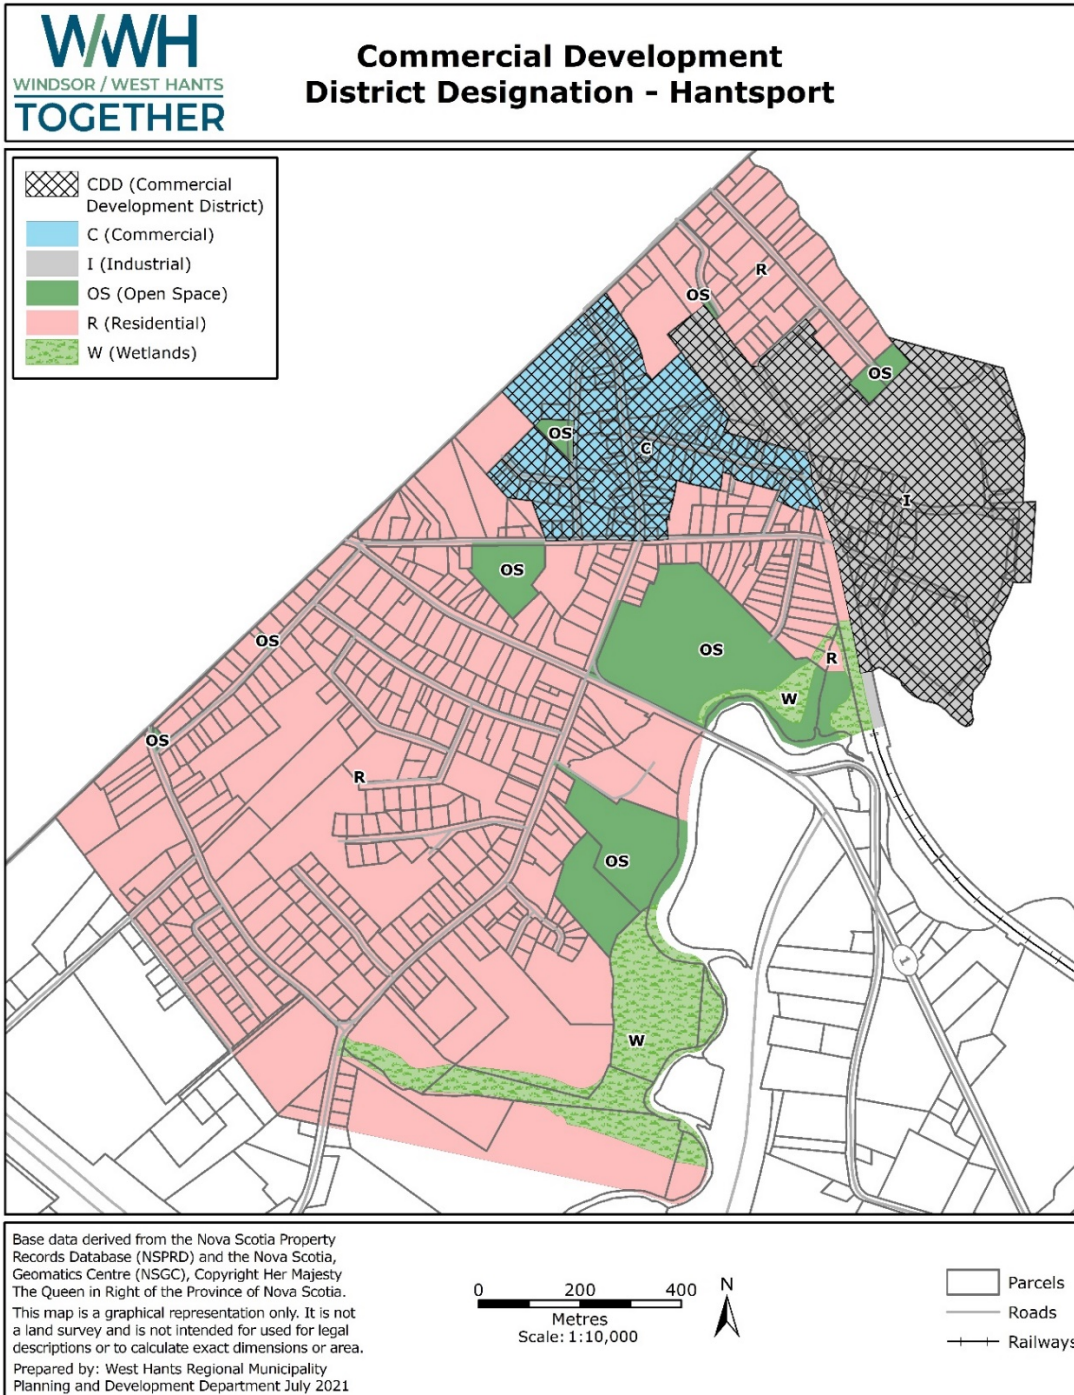 WWH
WINDSOR / WEST HANTS
TOGETHER
Commercial Development
District Designation - Hantsport
CDD (Commercial
Development District)
C (Commercial)
I (Industrial)
OS (Open Space)
R (Residential)
W (Wetlands)
R
OS
OS
OS
C
I
OS
OS
OS
R
W
OS
R
OS
W
1
Base data derived from the Nova Scotia Property
Records Database (NSPRD) and the Nova Scotia,
Geomatics Centre (NSGC), Copyright Her Majesty
The Queen in Right of the Province of Nova Scotia.
This map is a graphical representation only. It is not
a land survey and is not intended for used for legal
descriptions or to calculate exact dimensions or area.
Prepared by: West Hants Regional Municipality
Planning and Development Department July 2021
0 200 400
Metres
Scale: 1:10,000
N
Parcels
Roads
Railways